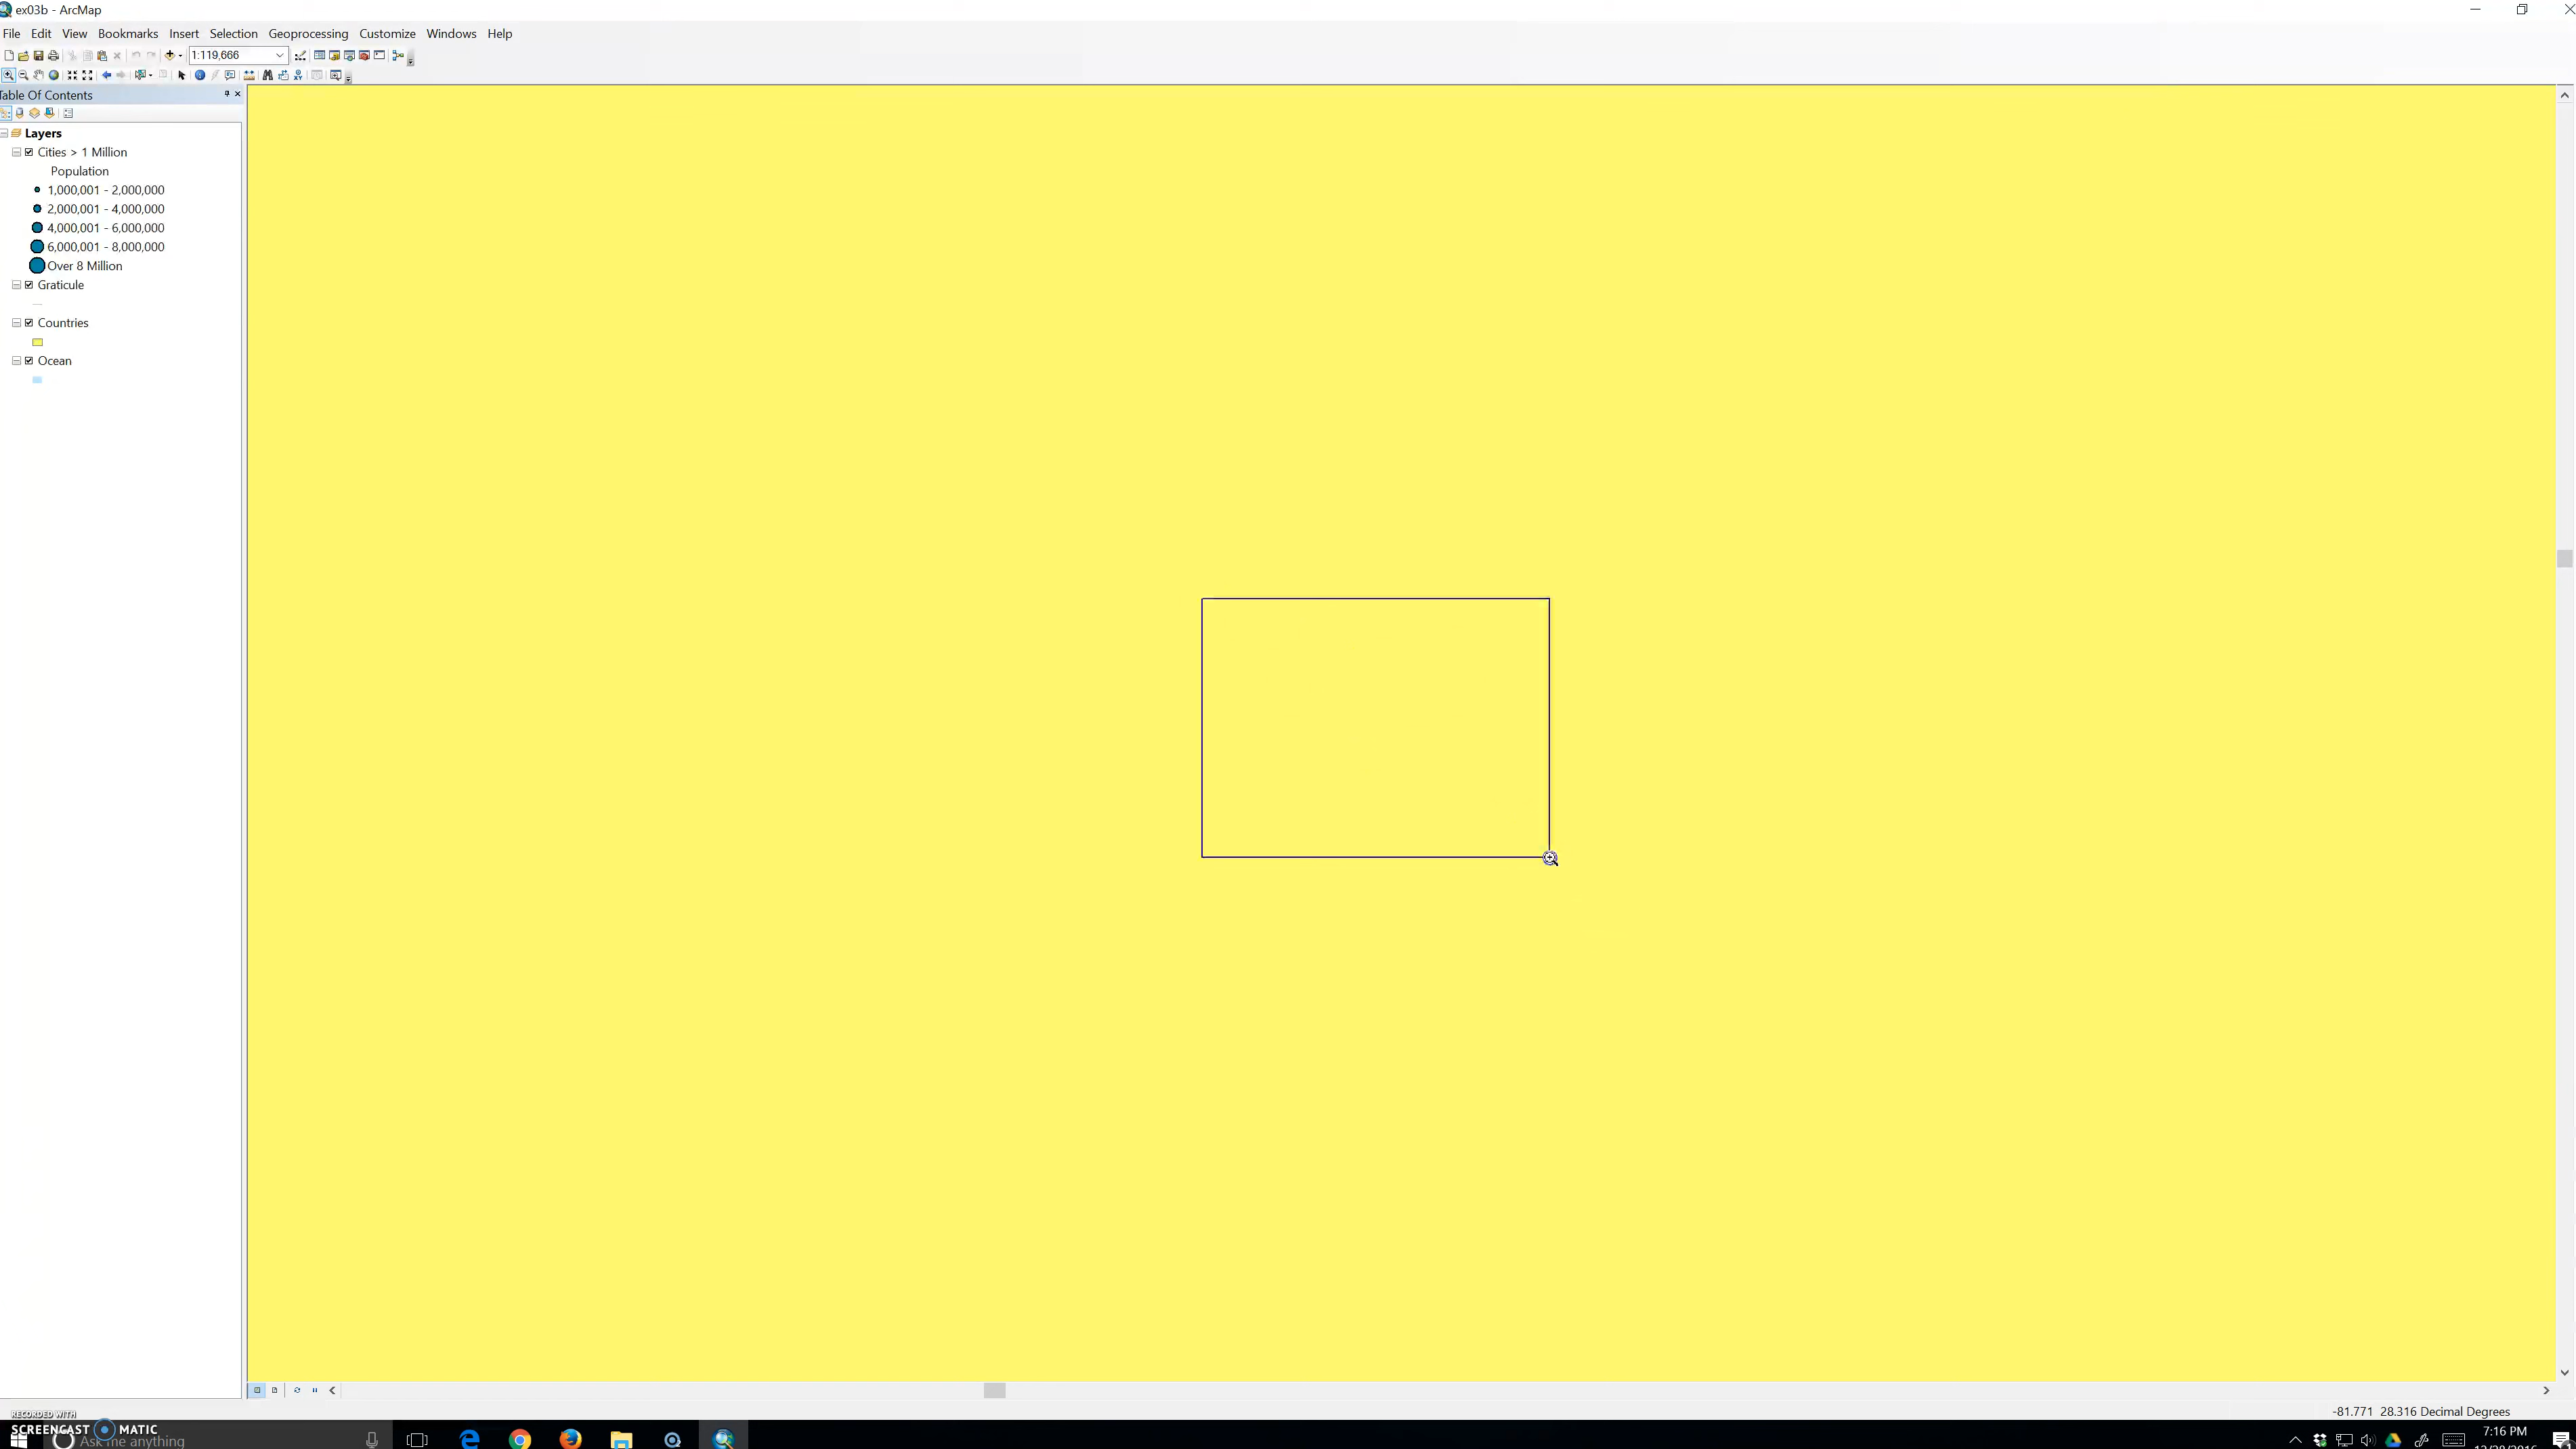 ex03b - ArcMap
File Edit View Bookmarks Insert Selection Geoprocessing Customize Windows Help
1:119,666
Table Of Contents
Layers
Cities > 1 Million
Population
1,000,001 - 2,000,000
2,000,001 - 4,000,000
4,000,001 - 6,000,000
6,000,001 - 8,000,000
Over 8 Million
Graticule
Countries
Ocean
-81.771 28.316 Decimal Degrees
RECORDED WITH
SCREENCAST MATIC
Ask me anything
7:16 PM